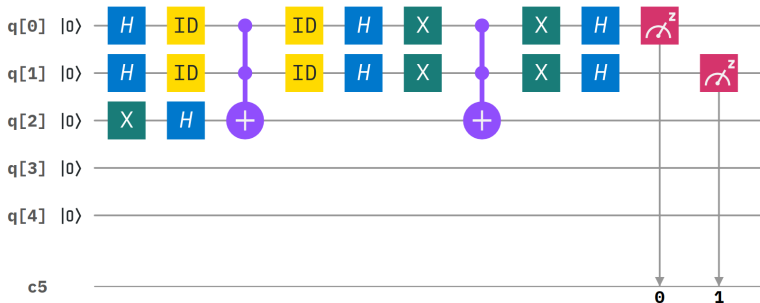 q[0] |0⟩ H ID ID H X X H z
q[1] |0⟩ H ID ID H X X H z
q[2] |0⟩ X H
q[3] |0⟩
q[4] |0⟩
c5
0 1